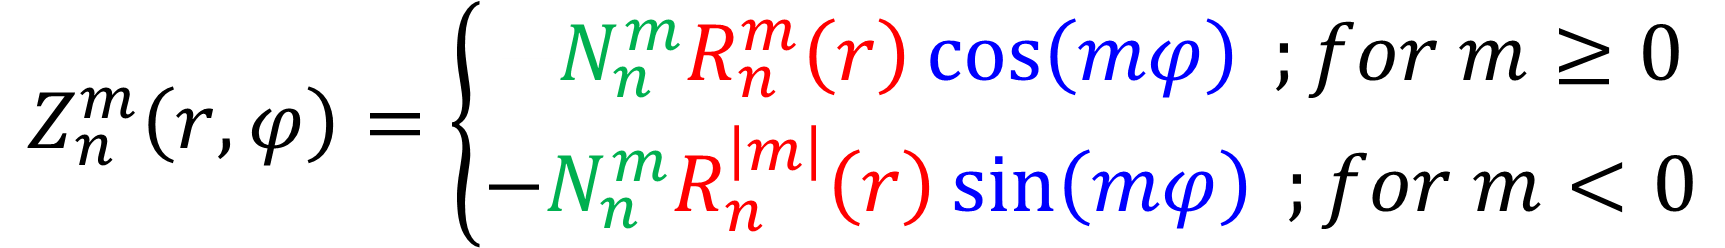 Z_n^m(r, φ) = { N_n^m R_n^m(r) cos(mφ) ; for m ≥ 0
−N_n^m R_n^|m|(r) sin(mφ) ; for m < 0